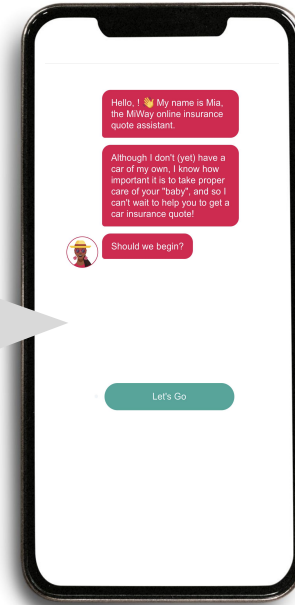 Hello, ! 👋 My name is Mia,
the MiWay online insurance
quote assistant.
Although I don't (yet) have a
car of my own, I know how
important it is to take proper
care of your "baby", and so I
can't wait to help you to get a
car insurance quote!
Should we begin?
Let's Go